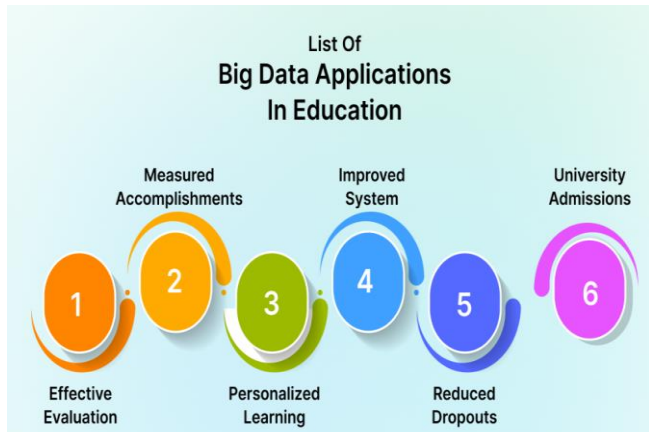 List Of
Big Data Applications
In Education
Measured
Accomplishments
Improved
System
University
Admissions
1
2
3
4
5
6
Effective
Evaluation
Personalized
Learning
Reduced
Dropouts